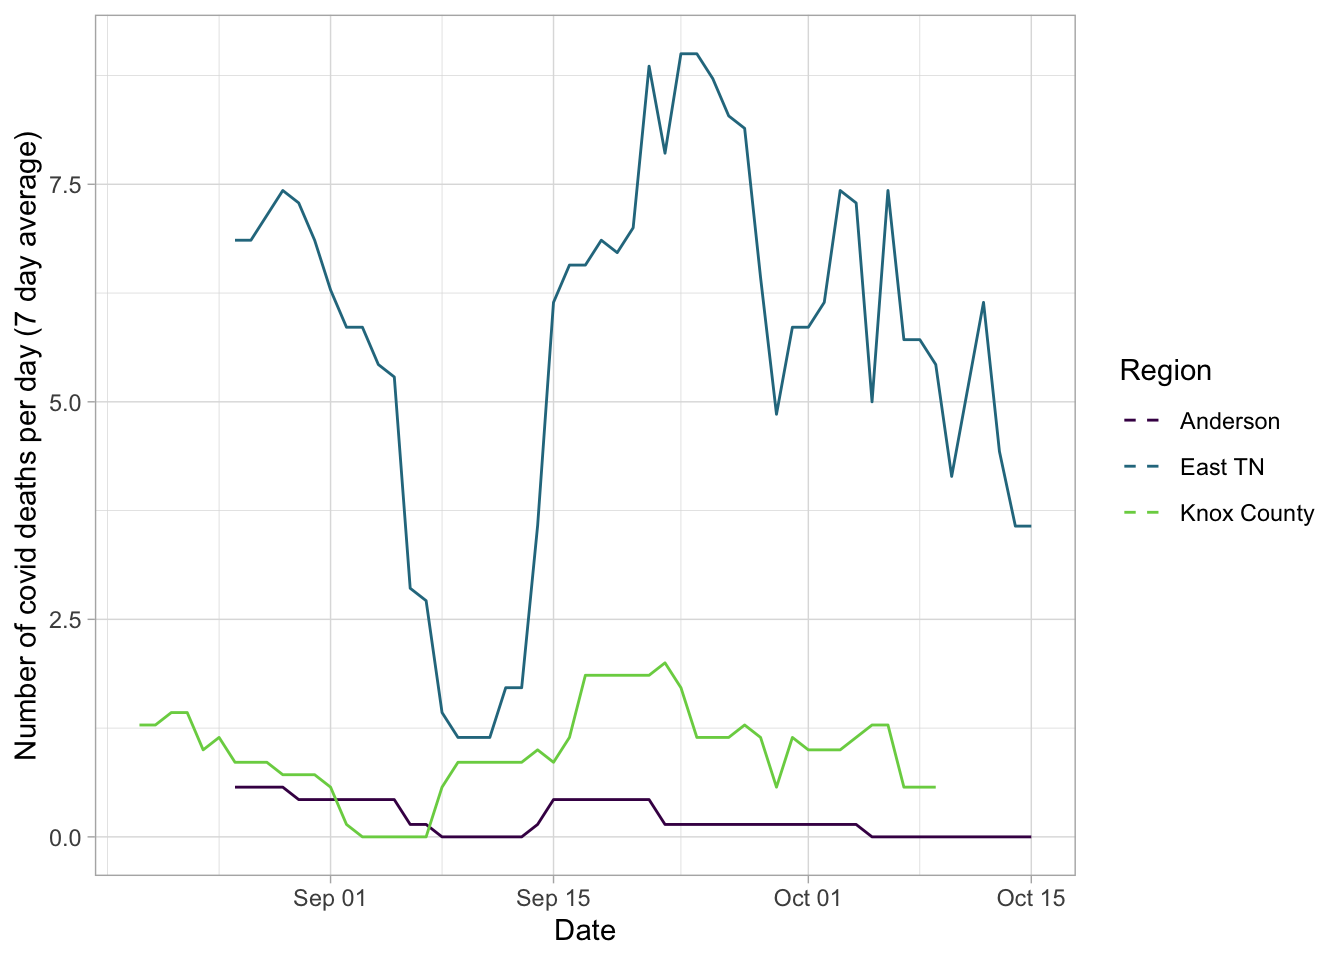 Number of covid deaths per day (7 day average)
7.5
5.0
2.5
0.0
Sep 01
Sep 15
Oct 01
Oct 15
Date
Region
Anderson
East TN
Knox County